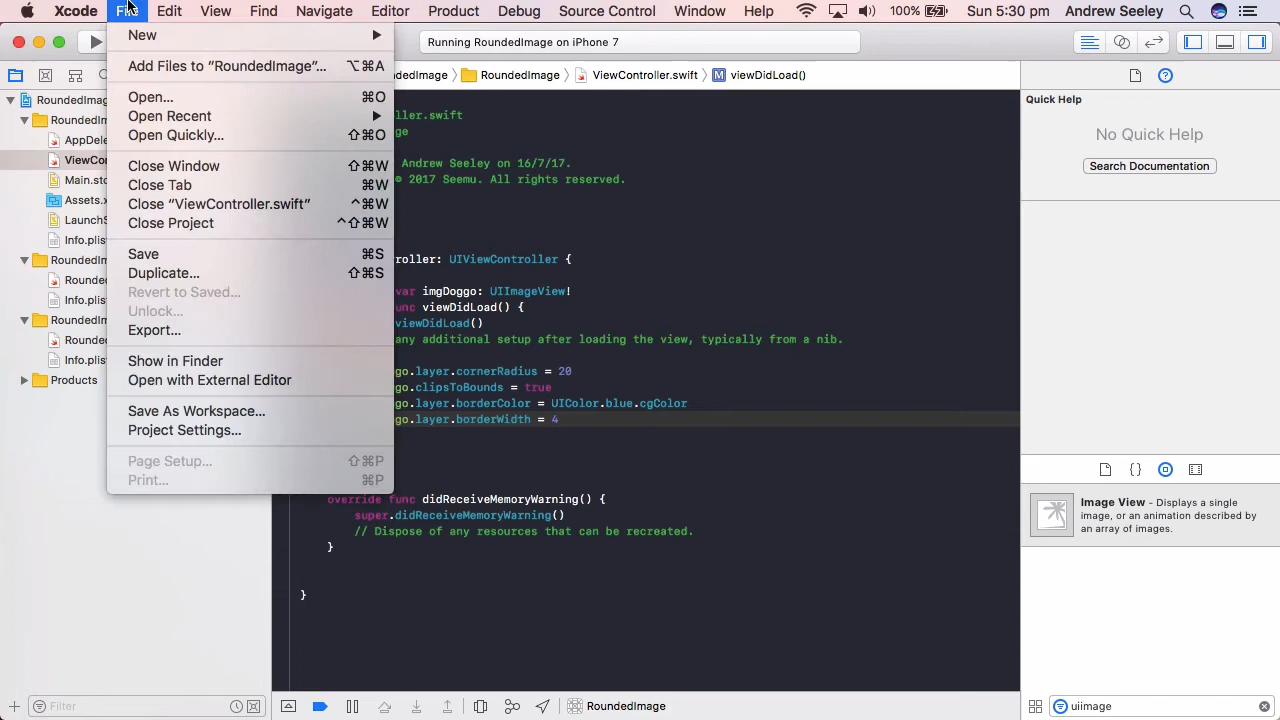 Xcode File Edit View Find Navigate Editor Product Debug Source Control Window Help 100% Sun 5:30 pm Andrew Seeley
Running RoundedImage on iPhone 7
New
Add Files to “RoundedImage”... ⌥⌘A
Open... ⌘O
Open Recent
Open Quickly... ⇧⌘O
Close Window ⇧⌘W
Close Tab ⌘W
Close “ViewController.swift” ^⌘W
Close Project ^⇧⌘W
Save ⌘S
Duplicate... ⇧⌘S
Revert to Saved...
Unlock...
Export...
Show in Finder
Open with External Editor
Save As Workspace...
Project Settings...
Page Setup... ⇧⌘P
Print... ⌘P
RoundedImag
RoundedIm
AppDele
ViewCon
Main.sto
Assets.x
LaunchS
Info.plis
RoundedIm
Rounde
Info.plis
RoundedIm
Rounde
Info.plis
Products
Filter
ndedImage RoundedImage ViewController.swift M viewDidLoad()
ller.swift
ge
Andrew Seeley on 16/7/17.
© 2017 Seemu. All rights reserved.
roller: UIViewController {
var imgDoggo: UIImageView!
unc viewDidLoad() {
viewDidLoad()
any additional setup after loading the view, typically from a nib.
go.layer.cornerRadius = 20
go.clipsToBounds = true
go.layer.borderColor = UIColor.blue.cgColor
go.layer.borderWidth = 4
override func didReceiveMemoryWarning() {
super.didReceiveMemoryWarning()
// Dispose of any resources that can be recreated.
}
}
RoundedImage
Quick Help
No Quick Help
Search Documentation
{}
Image View - Displays a single
image, or an animation described by
an array of images.
uiimage